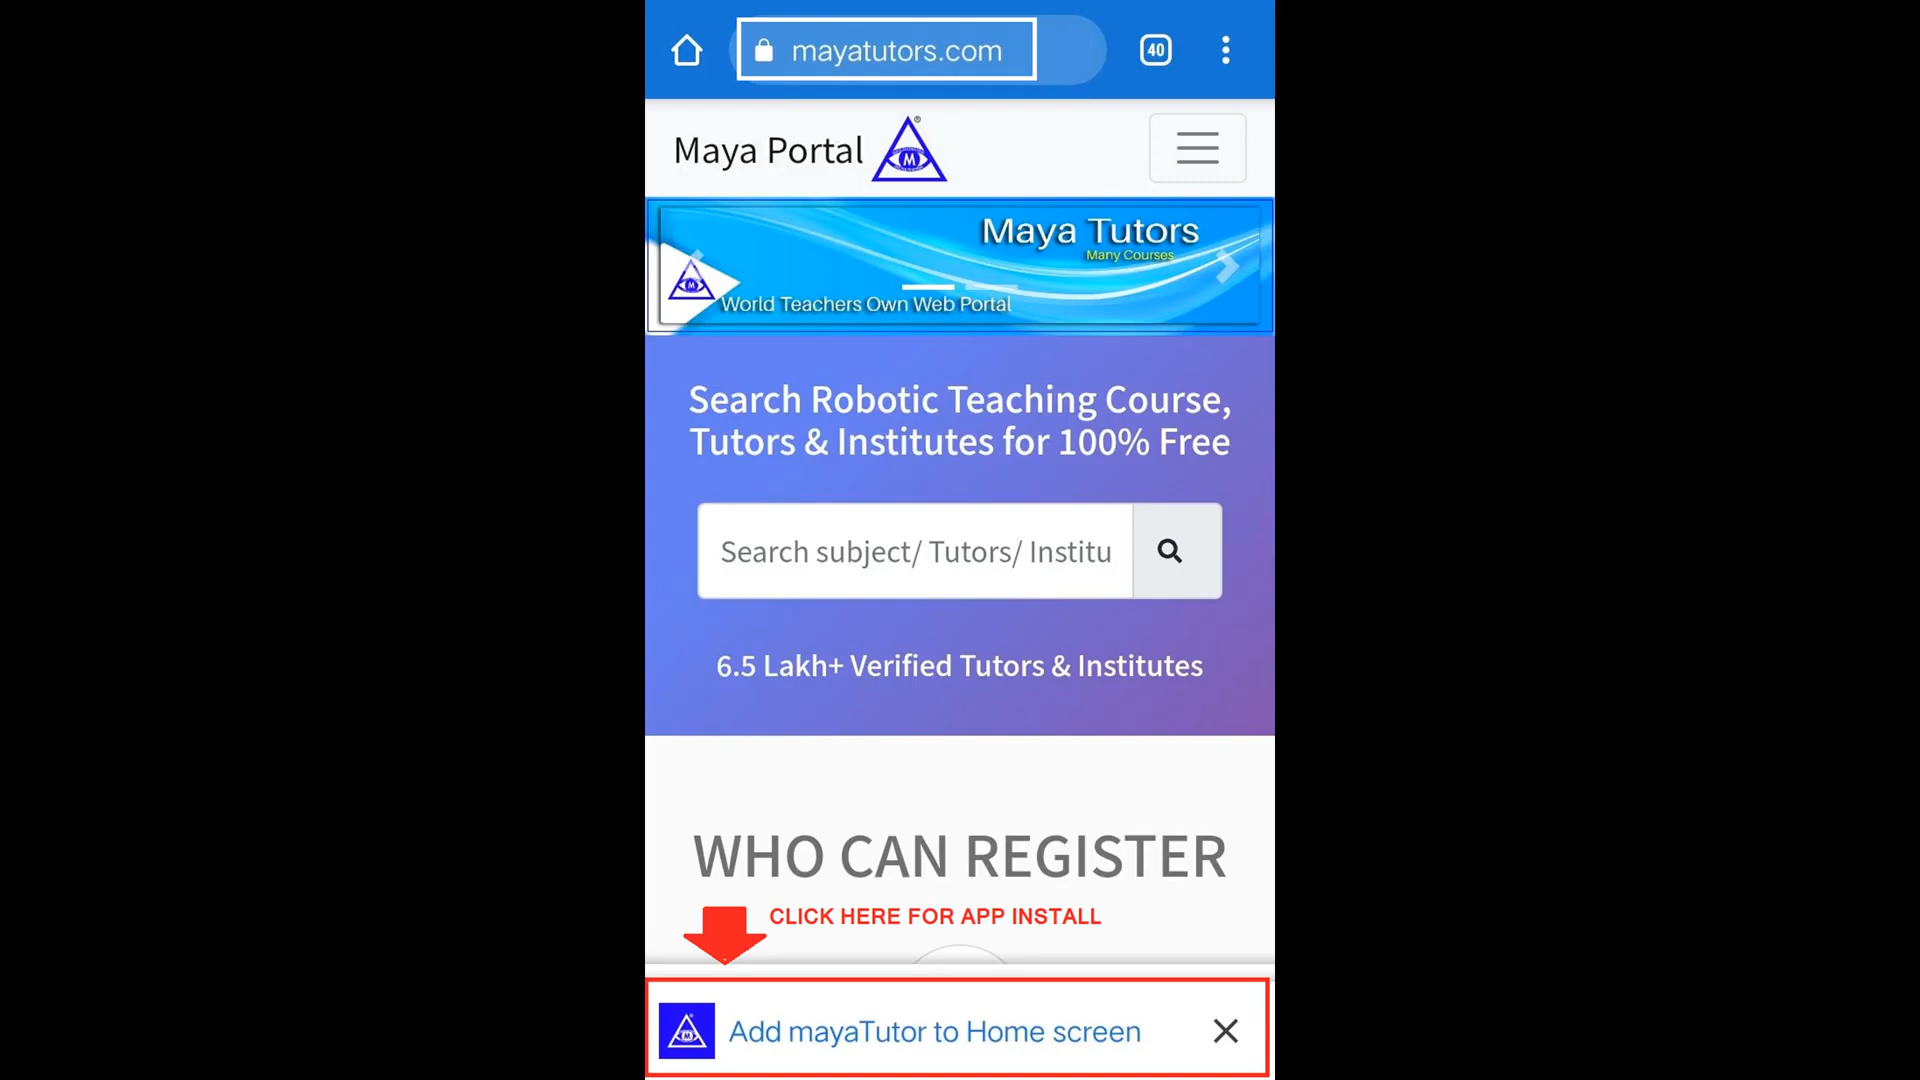 mayatutors.com
40
Maya Portal
®
M
Maya Tutors
Many Courses
M
World Teachers Own Web Portal
Search Robotic Teaching Course,
Tutors & Institutes for 100% Free
Search subject/ Tutors/ Institu
6.5 Lakh+ Verified Tutors & Institutes
WHO CAN REGISTER
CLICK HERE FOR APP INSTALL
M
Add mayaTutor to Home screen